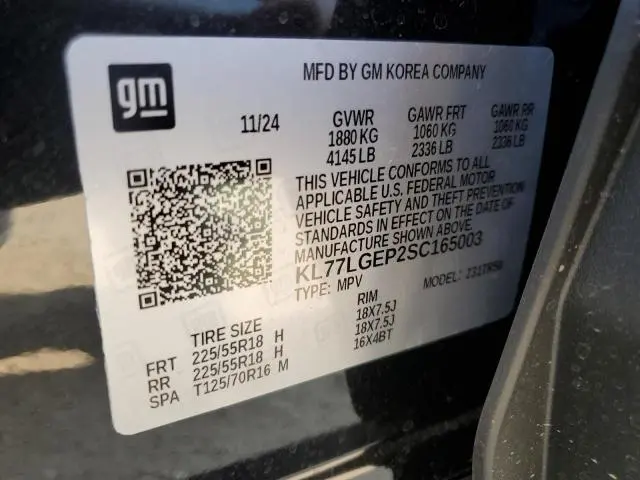 gm
MFD BY GM KOREA COMPANY
11/24 GVWR GAWR FRT GAWR RR
1880 KG 1060 KG 1060 KG
4145 LB 2336 LB 2336 LB
THIS VEHICLE CONFORMS TO ALL
APPLICABLE U.S. FEDERAL MOTOR
VEHICLE SAFETY AND THEFT PREVENTION
STANDARDS IN EFFECT ON THE DATE OF
MANUFACTURE SHOWN ABOVE.
KL77LGEP2SC165003
TYPE: MPV MODEL:
TIRE SIZE RIM
FRT 225/55R18 H 18X7.5J
RR 225/55R18 H 18X7.5J
SPA T125/70R16 M 16X4BT